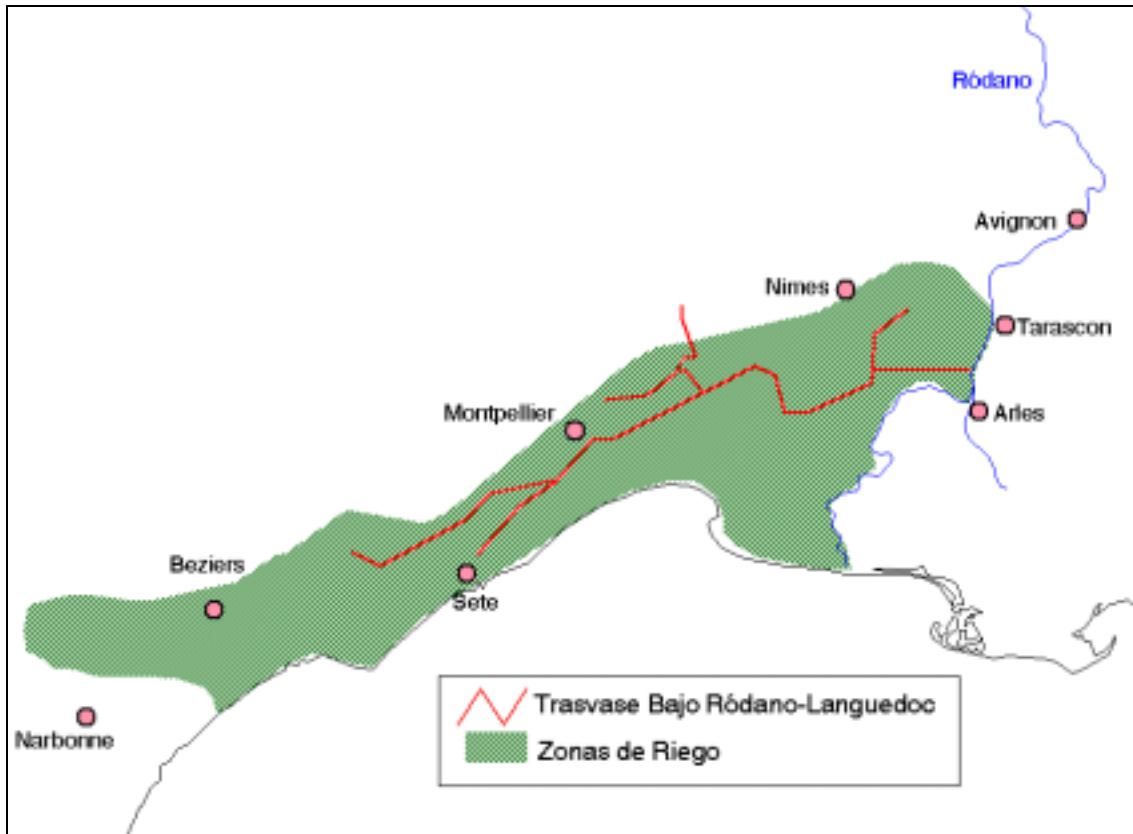 Ródano
Avignon
Nimes
Tarascon
Montpellier
Arles
Beziers
Sete
Narbonne
Trasvase Bajo Ródano-Languedoc
Zonas de Riego